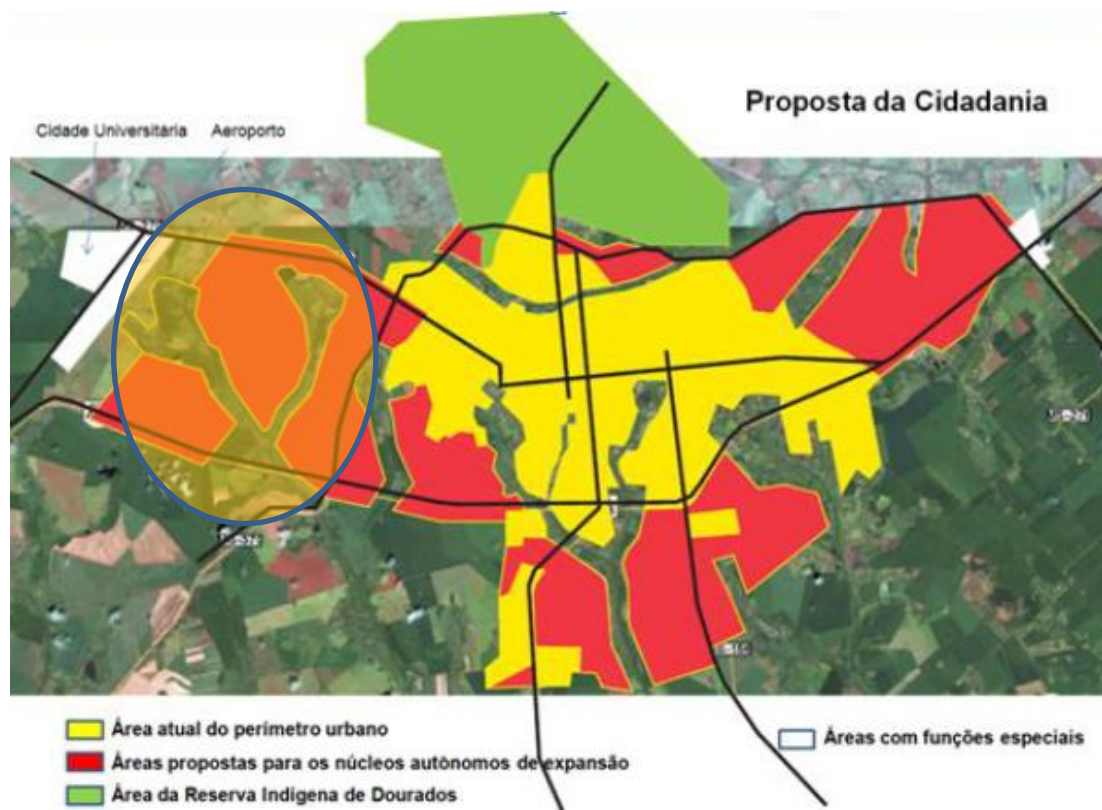 Proposta da Cidadania
Cidade Universitária
Aeroporto
Área atual do perimetro urbano
Áreas propostas para os núcleos autônomos de expansão
Área da Reserva Indígena de Dourados
Áreas com funções especiais